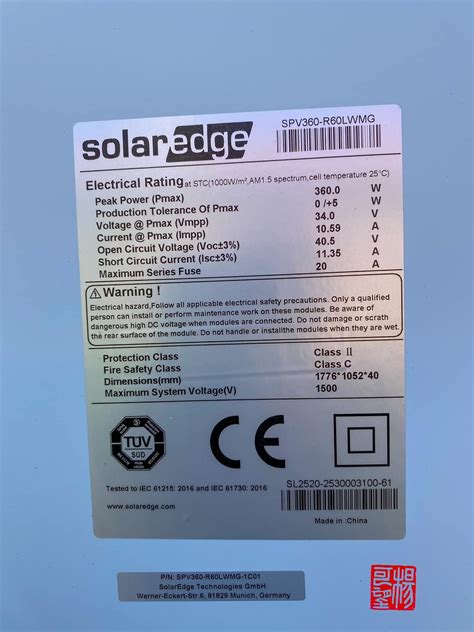 SPV360-R60LWMG
solaredge
Electrical Rating at STC(1000W/m²,AM1.5 spectrum,cell temperature 25°C)
Peak Power (Pmax) 360.0 W
Production Tolerance Of Pmax 0 /+5 W
Voltage @ Pmax (Vmpp) 34.0 V
Current @ Pmax (Impp) 10.59 A
Open Circuit Voltage (Voc±3%) 40.5 V
Short Circuit Current (Isc±3%) 11.35 A
Maximum Series Fuse 20 A
Warning !
Electrical hazard,Follow all applicable electrical safety precautions. Only a qualified
person can install or perform maintenance work on these modules. Be aware of
dangerous high DC voltage when modules are connected. Do not damage or scratch
the rear surface of the module. Do not handle or installthe modules when they are wet.
Protection Class Class II
Fire Safety Class Class C
Dimensions(mm) 1776*1052*40
Maximum System Voltage(V) 1500
TÜV
SÜD
CE
Tested to IEC 61215: 2016 and IEC 61730: 2016
SL2520-2530003100-61
www.solaredge.com
Made in :China
P/N: SPV360-R60LWMG-1C01
SolarEdge Technologies GmbH
Werner-Eckert-Str.6, 81829 Munich, Germany